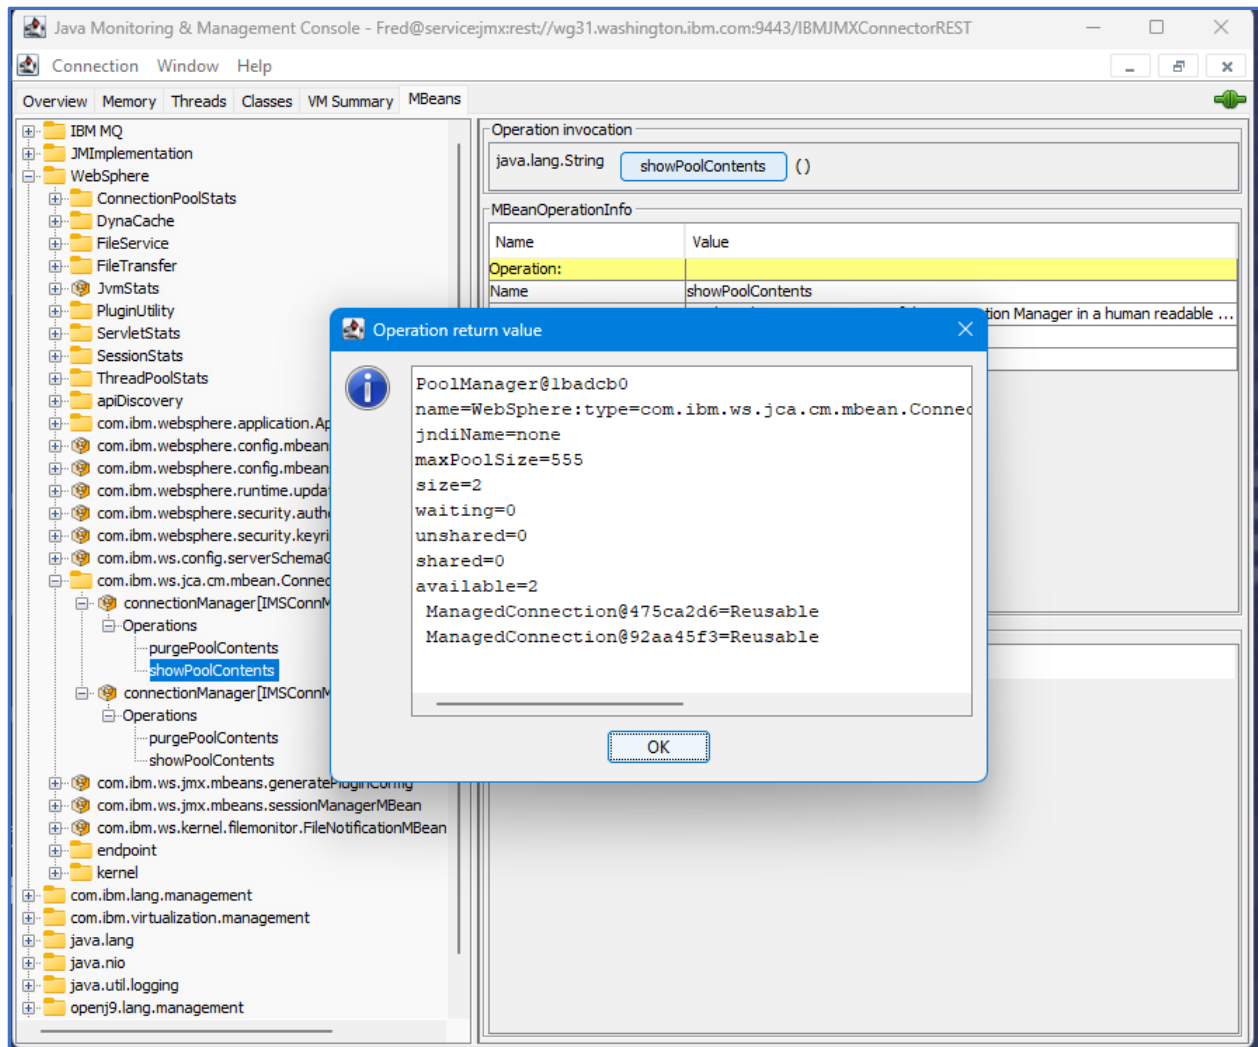 Java Monitoring & Management Console - Fred@service:jmx:rest://wg31.washington.ibm.com:9443/IBMJMXConnectorREST
Connection Window Help
Overview Memory Threads Classes VM Summary MBeans
IBM MQ
JMImplementation
WebSphere
ConnectionPoolStats
DynaCache
FileService
FileTransfer
JvmStats
PluginUtility
ServletStats
SessionStats
ThreadPoolStats
apiDiscovery
com.ibm.websphere.application.Ap
com.ibm.websphere.config.mbean
com.ibm.websphere.config.mbean
com.ibm.websphere.runtime.upda
com.ibm.websphere.security.auth
com.ibm.websphere.security.keyri
com.ibm.ws.config.serverSchemaG
com.ibm.ws.jca.cm.mbean.Connec
connectionManager[IMSConnM
Operations
purgePoolContents
showPoolContents
connectionManager[IMSConnM
Operations
purgePoolContents
showPoolContents
com.ibm.ws.jmx.mbeans.generatePluginConfig
com.ibm.ws.jmx.mbeans.sessionManagerMBean
com.ibm.ws.kernel.filemonitor.FileNotificationMBean
endpoint
kernel
com.ibm.lang.management
com.ibm.virtualization.management
java.lang
java.nio
java.util.logging
openj9.lang.management
Operation invocation
java.lang.String showPoolContents ()
MBeanOperationInfo
Name Value
Operation:
Name showPoolContents
tion Manager in a human readable ...
Operation return value
PoolManager@1badcb0
name=WebSphere:type=com.ibm.ws.jca.cm.mbean.Connec
jndiName=none
maxPoolSize=555
size=2
waiting=0
unshared=0
shared=0
available=2
ManagedConnection@475ca2d6=Reusable
ManagedConnection@92aa45f3=Reusable
OK